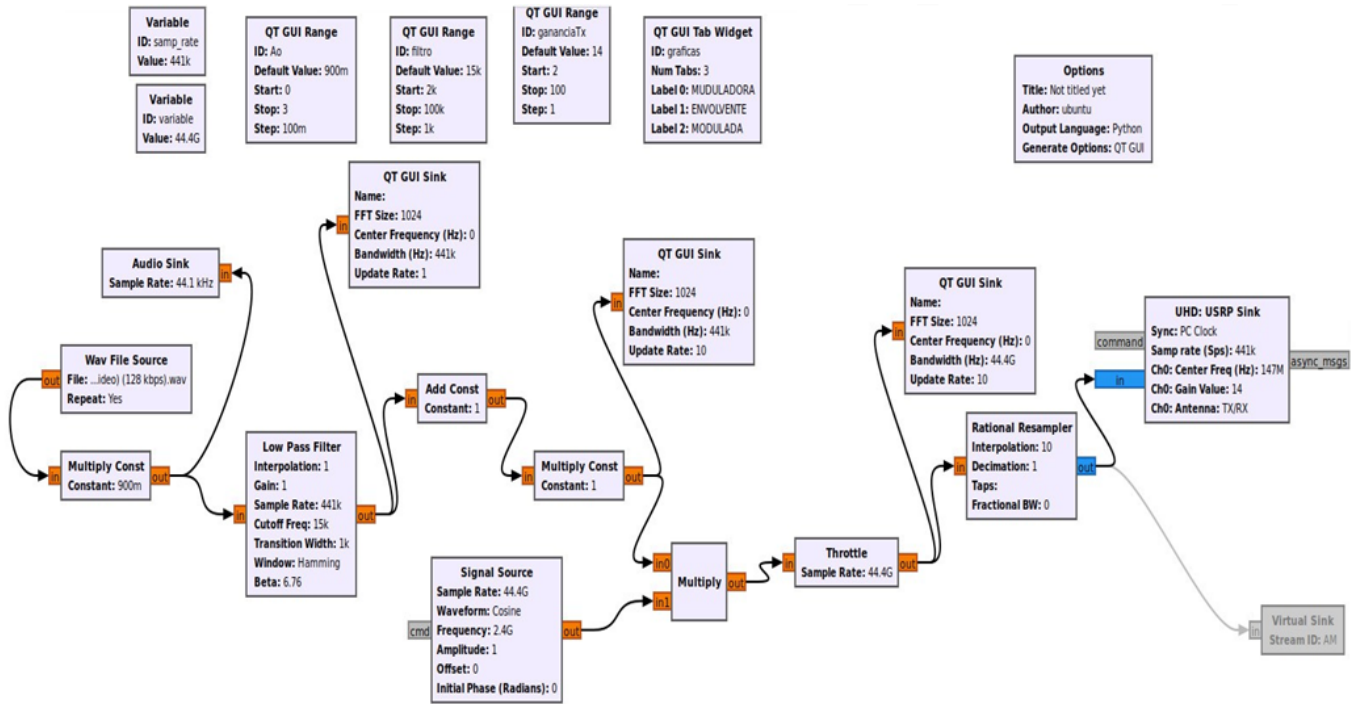 Variable
ID: samp_rate
Value: 441k
Variable
ID: variable
Value: 44.4G
QT GUI Range
ID: Ao
Default Value: 900m
Start: 0
Stop: 3
Step: 100m
QT GUI Range
ID: filtro
Default Value: 15k
Start: 2k
Stop: 100k
Step: 1k
QT GUI Range
ID: gananciaTx
Default Value: 14
Start: 2
Stop: 100
Step: 1
QT GUI Tab Widget
ID: graficas
Num Tabs: 3
Label 0: MUDULADORA
Label 1: ENVOLVENTE
Label 2: MODULADA
Options
Title: Not titled yet
Author: ubuntu
Output Language: Python
Generate Options: QT GUI
QT GUI Sink
Name:
FFT Size: 1024
Center Frequency (Hz): 0
Bandwidth (Hz): 441k
Update Rate: 1
in
Audio Sink
Sample Rate: 44.1 kHz
in
QT GUI Sink
Name:
FFT Size: 1024
Center Frequency (Hz): 0
Bandwidth (Hz): 441k
Update Rate: 10
in
QT GUI Sink
Name:
FFT Size: 1024
Center Frequency (Hz): 0
Bandwidth (Hz): 44.4G
Update Rate: 10
in
UHD: USRP Sink
Sync: PC Clock
Samp rate (Sps): 441k
Ch0: Center Freq (Hz): 147M
Ch0: Gain Value: 14
Ch0: Antenna: TX/RX
command
in
async_msgs
Wav File Source
File: ...ideo) (128 kbps).wav
Repeat: Yes
out
Multiply Const
Constant: 900m
in
out
Low Pass Filter
Interpolation: 1
Gain: 1
Sample Rate: 441k
Cutoff Freq: 15k
Transition Width: 1k
Window: Hamming
Beta: 6.76
in
out
Add Const
Constant: 1
in
out
Multiply Const
Constant: 1
in
out
Rational Resampler
Interpolation: 10
Decimation: 1
Taps:
Fractional BW: 0
in
out
Signal Source
Sample Rate: 44.4G
Waveform: Cosine
Frequency: 2.4G
Amplitude: 1
Offset: 0
Initial Phase (Radians): 0
cmd
out
Multiply
in0
in1
out
Throttle
Sample Rate: 44.4G
in
out
Virtual Sink
Stream ID: AM
in